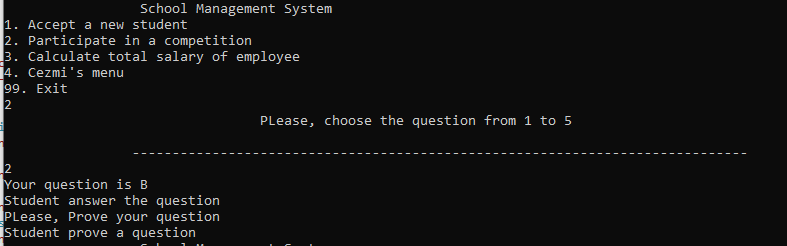 School Management System
1. Accept a new student
2. Participate in a competition
3. Calculate total salary of employee
4. Cezmi's menu
99. Exit
2
PLease, choose the question from 1 to 5
-----------------------------------------------------------------------------
2
Your question is B
Student answer the question
PLease, Prove your question
Student prove a question